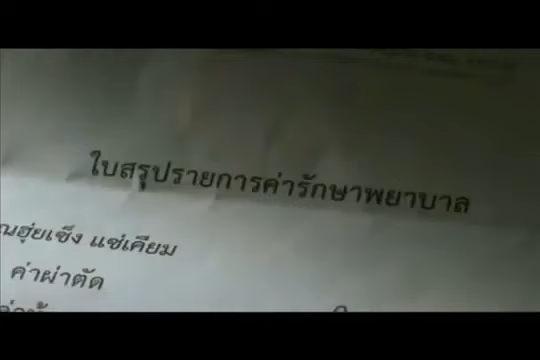 ใบสรุปรายการค่ารักษาพยาบาล
ณฮุ่ยเซ็ง แซ่เคียม
ค่าผ่าตัด